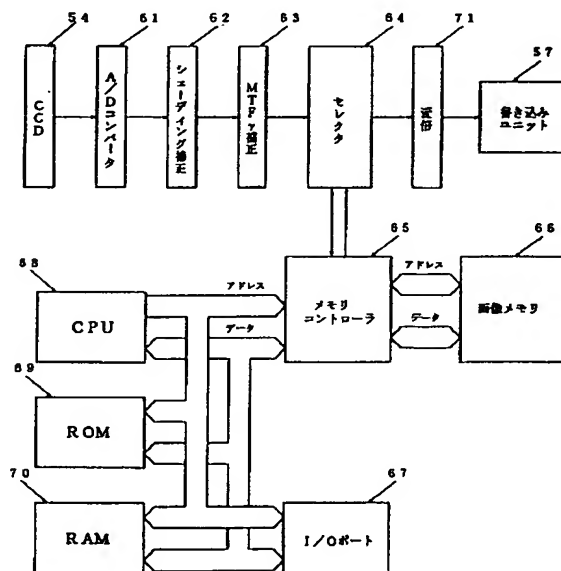 54
61
62
63
64
71
57
CCD
A/Dコンバータ
シェーディング補正
MTFγ補正
セレクタ
変倍
書き込み
ユニット
65
66
68
アドレス
アドレス
CPU
メモリ
コントローラ
画像メモリ
データ
データ
69
ROM
70
67
RAM
I/Oポート